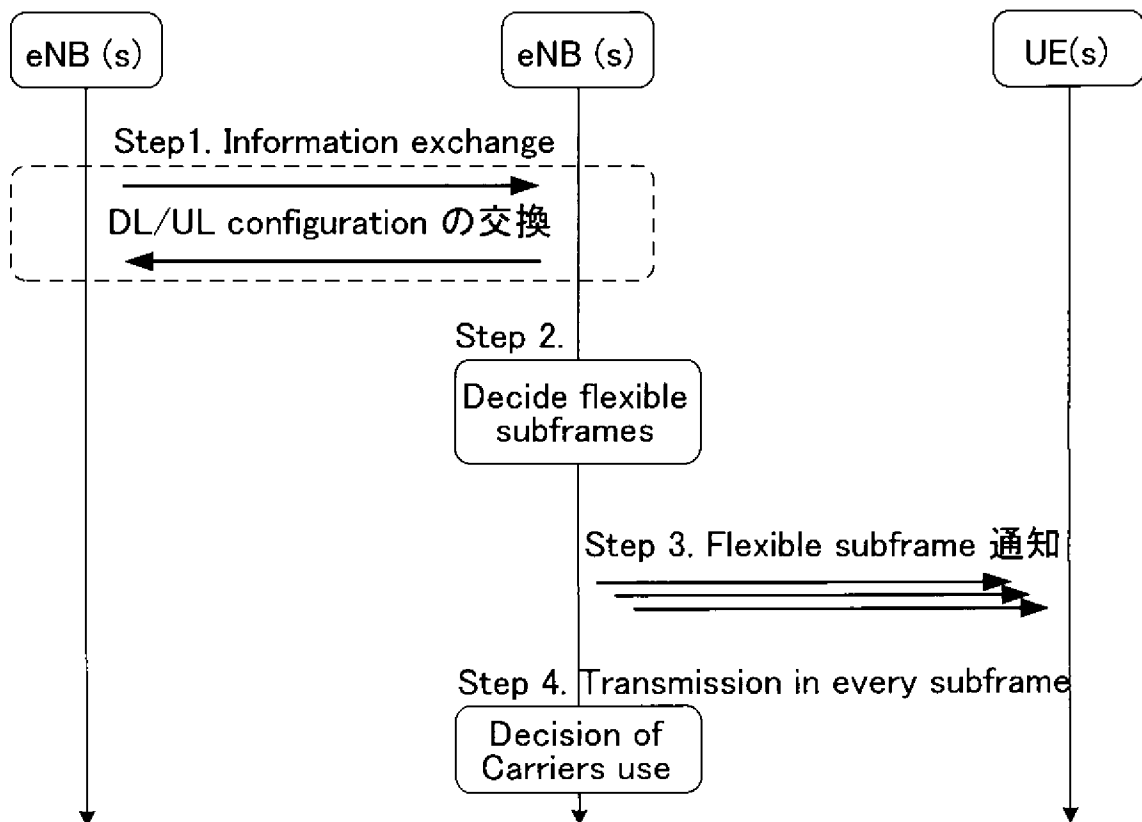 eNB (s)
eNB (s)
UE(s)
Step1. Information exchange
DL/UL configuration の交換
Step 2.
Decide flexible
subframes
Step 3. Flexible subframe 通知
Step 4. Transmission in every subframe
Decision of
Carriers use